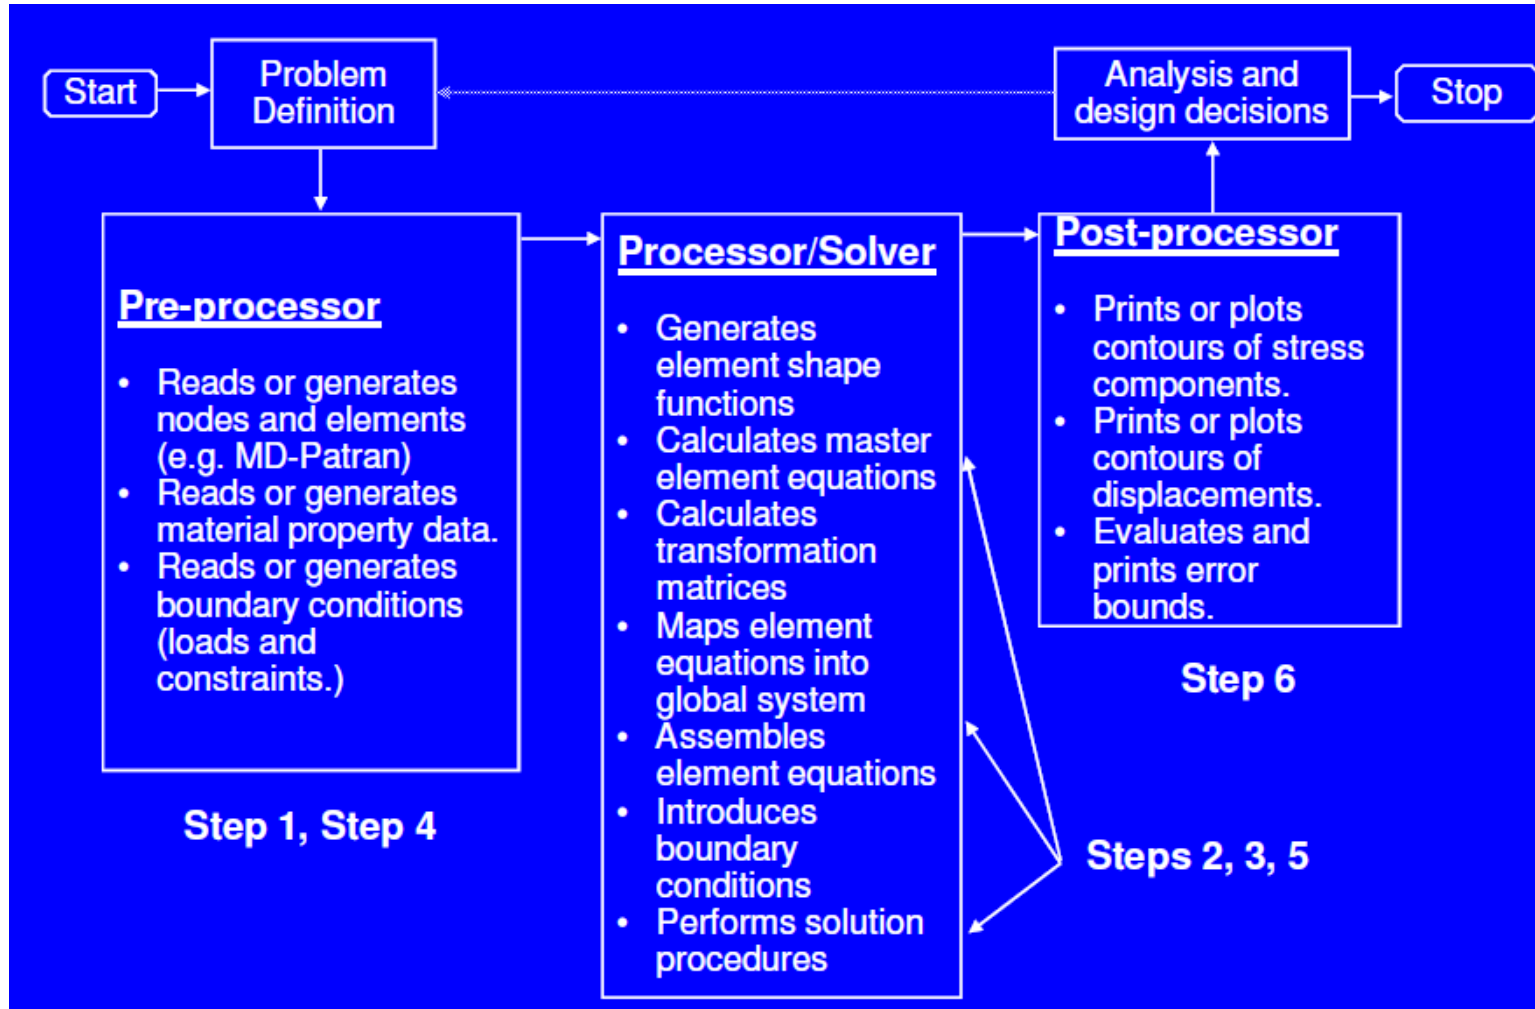 Start
Problem
Definition
Analysis and
design decisions
Stop
Pre-processor
• Reads or generates
nodes and elements
(e.g. MD-Patran)
• Reads or generates
material property data.
• Reads or generates
boundary conditions
(loads and
constraints.)
Step 1, Step 4
Processor/Solver
• Generates
element shape
functions
• Calculates master
element equations
• Calculates
transformation
matrices
• Maps element
equations into
global system
• Assembles
element equations
• Introduces
boundary
conditions
• Performs solution
procedures
Post-processor
• Prints or plots
contours of stress
components.
• Prints or plots
contours of
displacements.
• Evaluates and
prints error
bounds.
Step 6
Steps 2, 3, 5